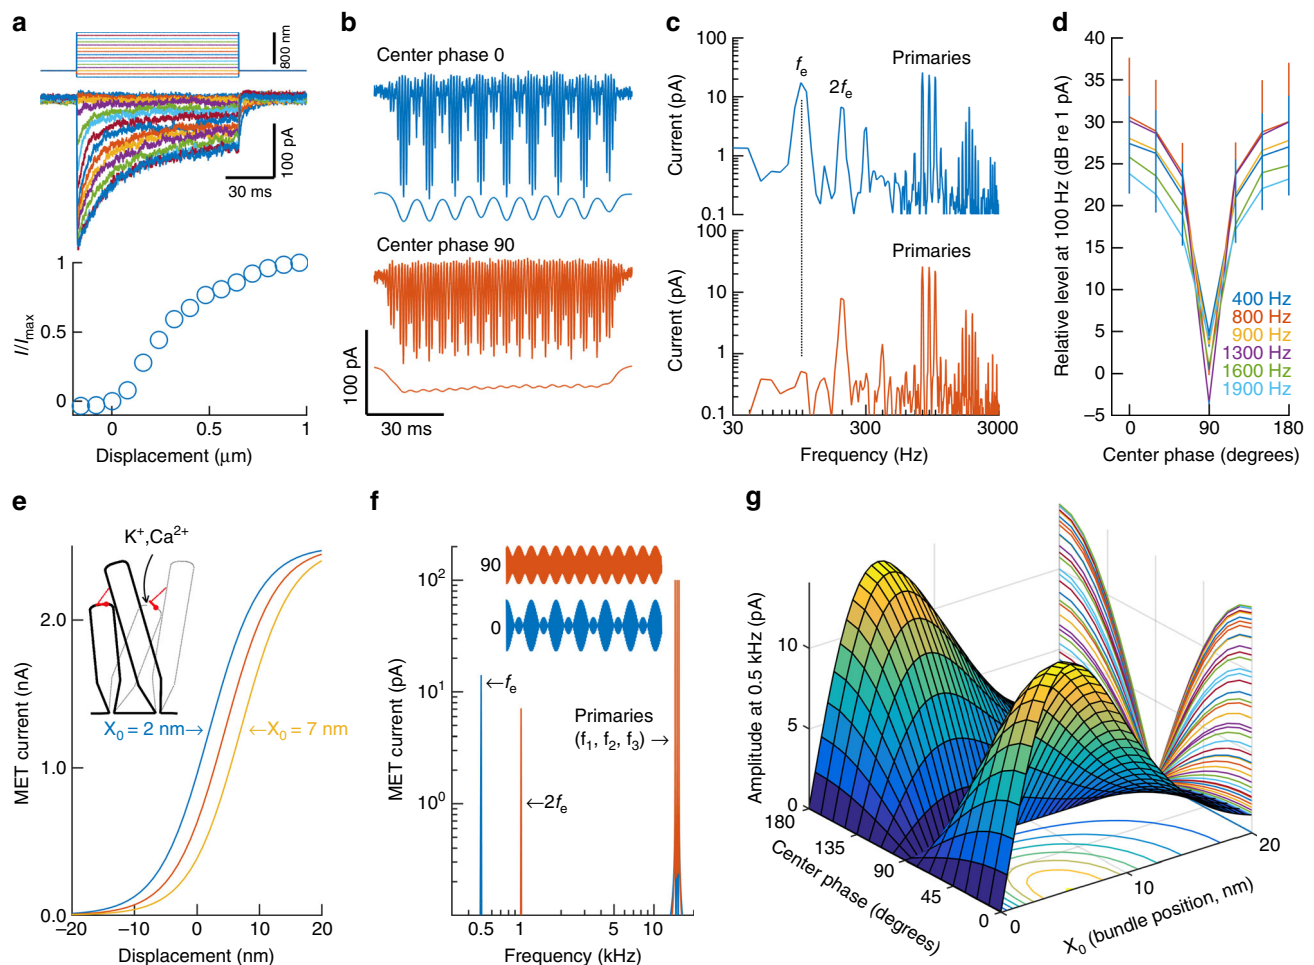 a
800 nm
100 pA
30 ms
1
0.5
0
I/Imax
0
0.5
1
Displacement (μm)
b
Center phase 0
Center phase 90
100 pA
30 ms
c
100
10
1
0.1
Current (pA)
fe
2fe
Primaries
100
10
1
0.1
Current (pA)
Primaries
30
300
3000
Frequency (Hz)
d
40
35
30
25
20
15
10
5
0
–5
Relative level at 100 Hz (dB re 1 pA)
400 Hz
800 Hz
900 Hz
1300 Hz
1600 Hz
1900 Hz
0
90
180
Center phase (degrees)
e
K+,Ca2+
2.0
1.0
0.0
MET current (nA)
X0 = 2 nm→
←X0 = 7 nm
–20
–10
0
10
20
Displacement (nm)
f
90
0
10²
10¹
10⁰
MET current (pA)
←fe
←2fe
Primaries
(f1, f2, f3) →
0.5
1
5
10
Frequency (kHz)
g
10
5
0
Amplitude at 0.5 kHz (pA)
180
135
90
45
0
Center phase (degrees)
0
10
20
X0 (bundle position, nm)